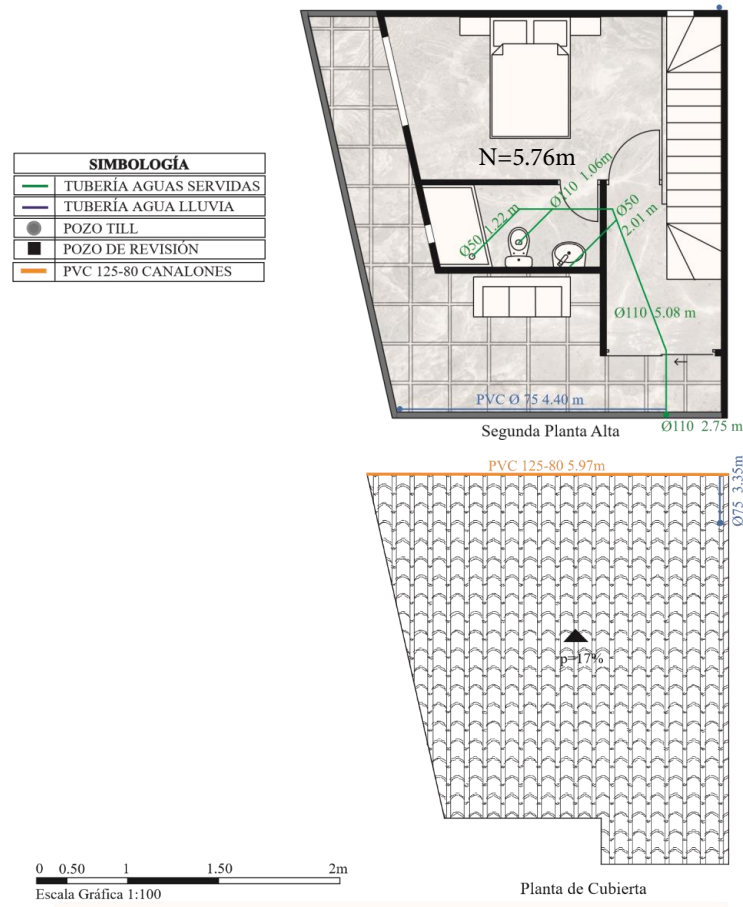 SIMBOLOGÍA
TUBERÍA AGUAS SERVIDAS
TUBERÍA AGUA LLUVIA
POZO TILL
POZO DE REVISIÓN
PVC 125-80 CANALONES
N=5.76m
Ø50 1.22 m
Ø110 1.06m
Ø50
2.01 m
Ø110 5.08 m
PVC Ø 75 4.40 m
Segunda Planta Alta
Ø110 2.75 m
PVC 125-80 5.97m
Ø75 3.35m
p=17%
0 0.50 1 1.50 2m
Escala Gráfica 1:100
Planta de Cubierta